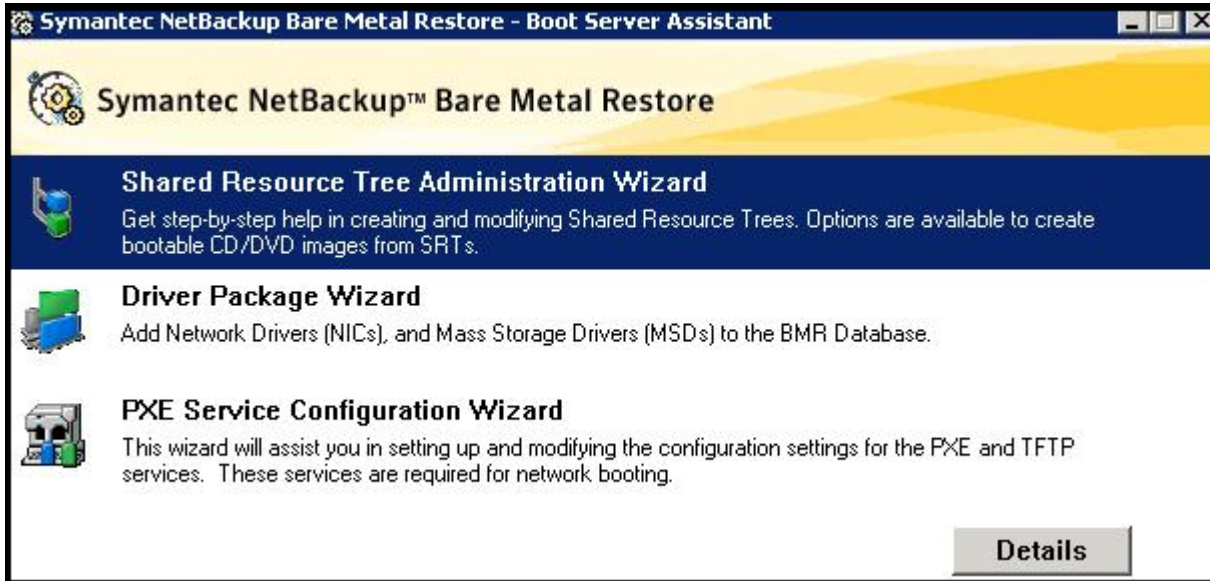 Symantec NetBackup Bare Metal Restore - Boot Server Assistant
Symantec NetBackup™ Bare Metal Restore
Shared Resource Tree Administration Wizard
Get step-by-step help in creating and modifying Shared Resource Trees. Options are available to create
bootable CD/DVD images from SRTs.
Driver Package Wizard
Add Network Drivers (NICs), and Mass Storage Drivers (MSDs) to the BMR Database.
PXE Service Configuration Wizard
This wizard will assist you in setting up and modifying the configuration settings for the PXE and TFTP
services. These services are required for network booting.
Details